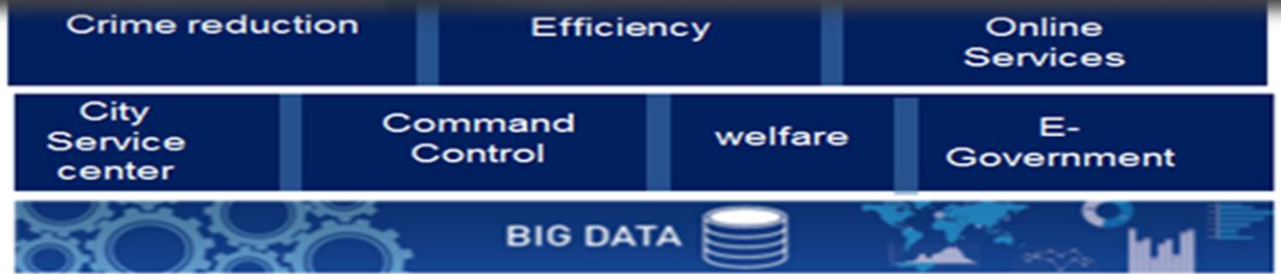 Crime reduction
Efficiency
Online
Services
City
Service
center
Command
Control
welfare
E-
Government
BIG DATA